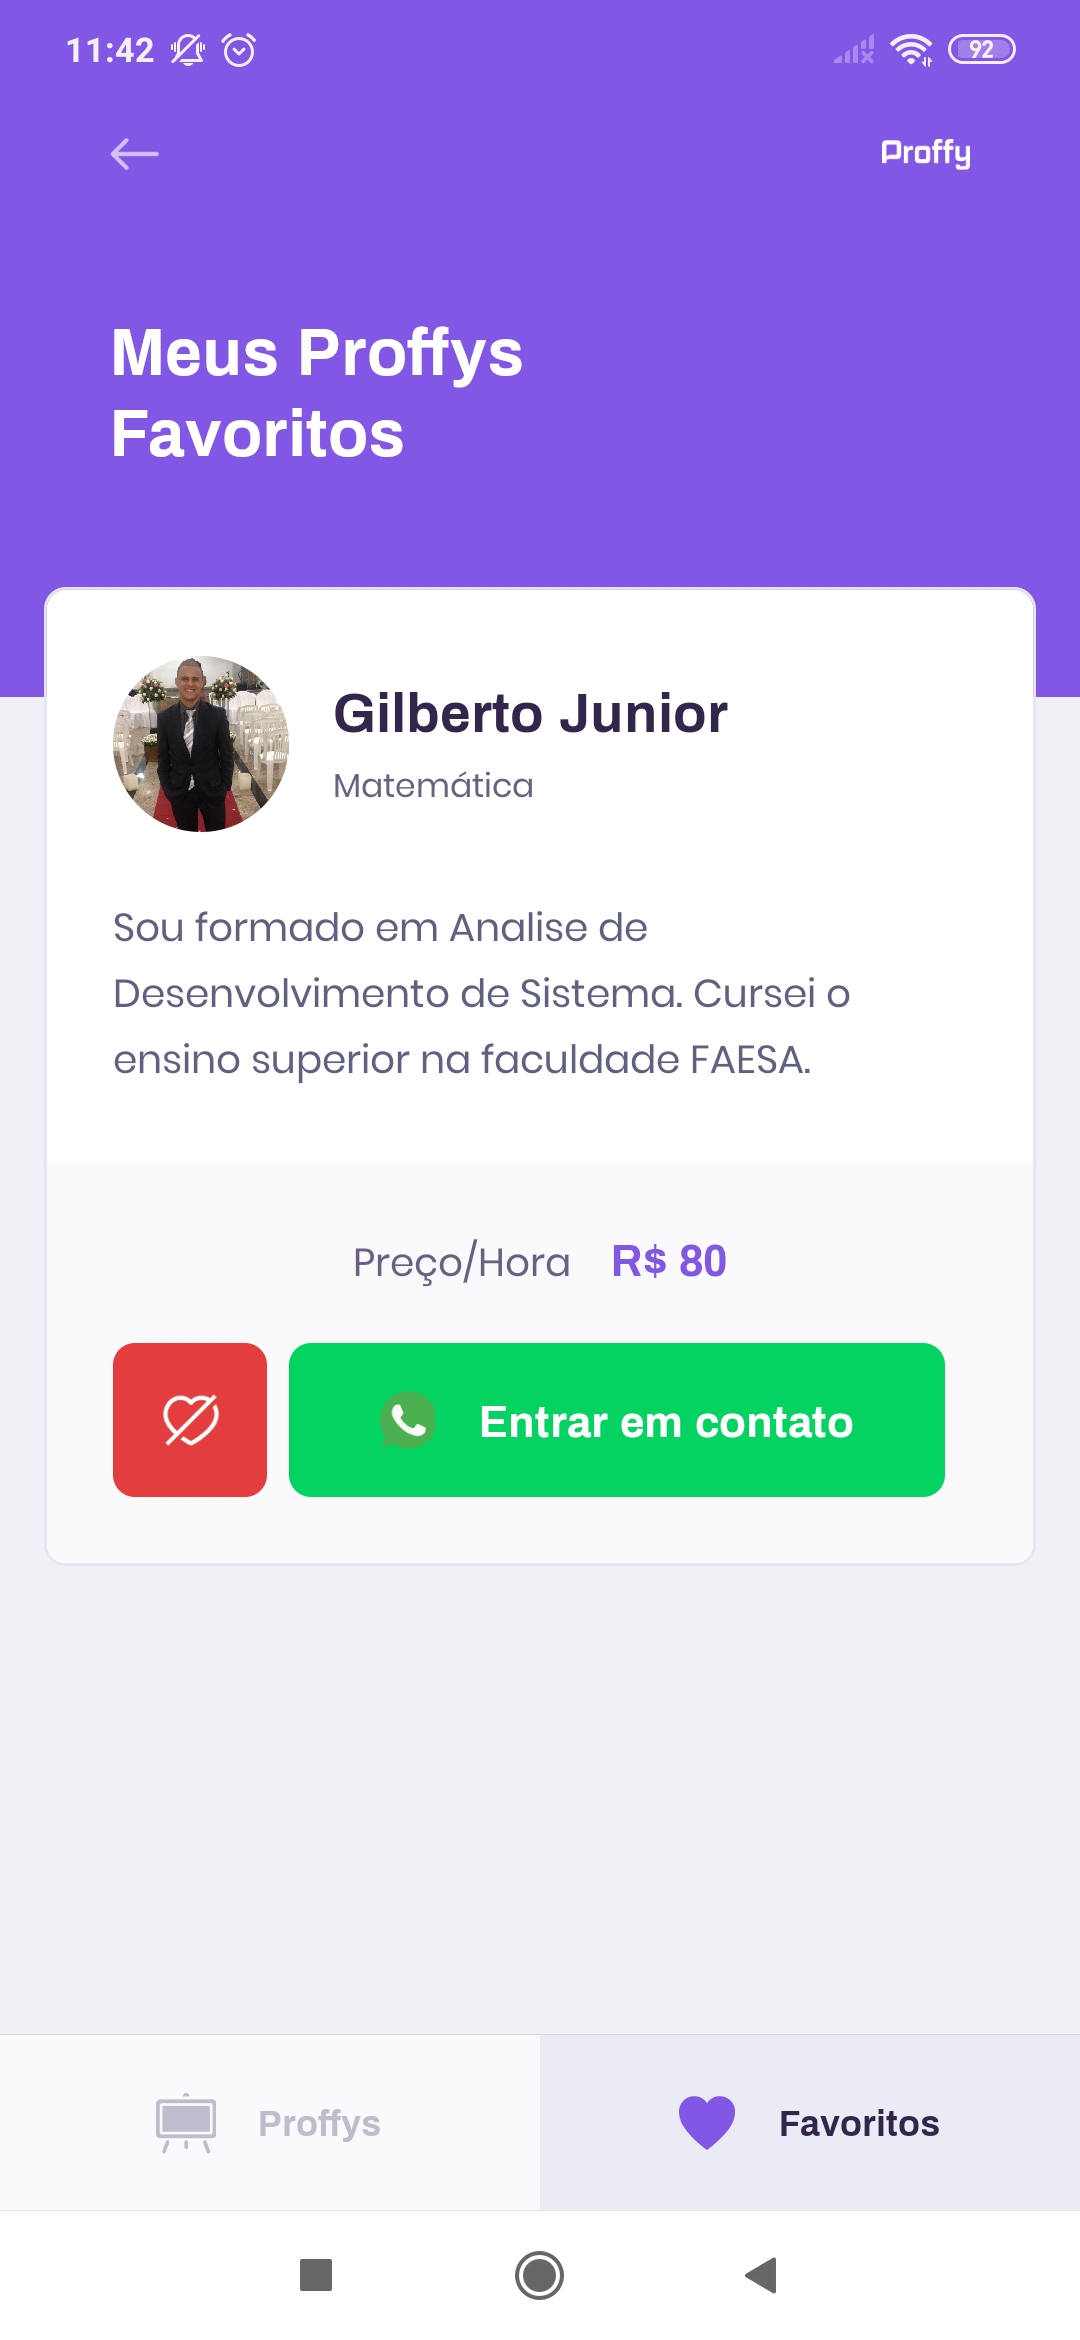 11:42
92
Proffy
Meus Proffys
Favoritos
Gilberto Junior
Matemática
Sou formado em Analise de
Desenvolvimento de Sistema. Cursei o
ensino superior na faculdade FAESA.
Preço/Hora R$ 80
Entrar em contato
Proffys
Favoritos